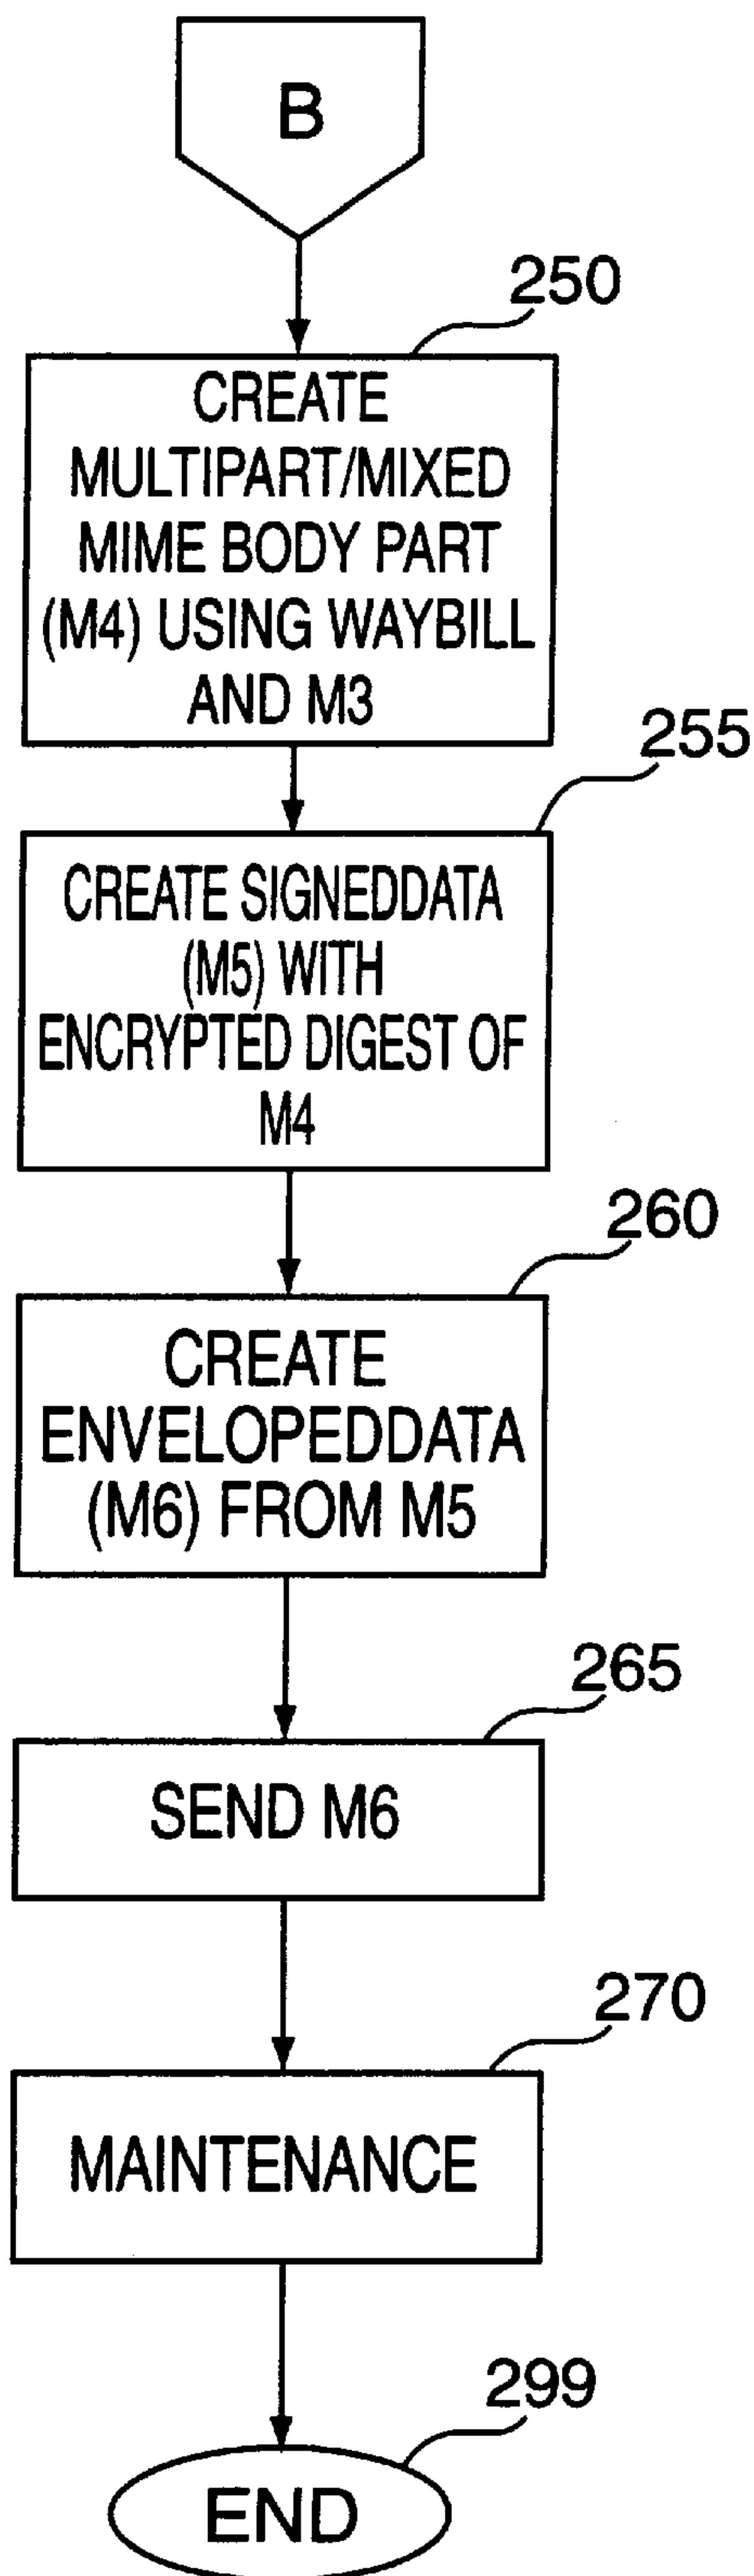 B
250
CREATE
MULTIPART/MIXED
MIME BODY PART
(M4) USING WAYBILL
AND M3
255
CREATE SIGNEDDATA
(M5) WITH
ENCRYPTED DIGEST OF
M4
260
CREATE
ENVELOPEDDATA
(M6) FROM M5
265
SEND M6
270
MAINTENANCE
299
END